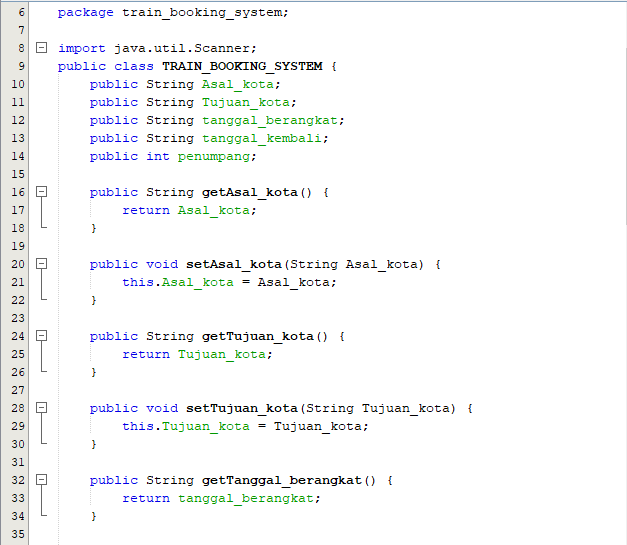 6 package train_booking_system;
7
8 import java.util.Scanner;
9 public class TRAIN_BOOKING_SYSTEM {
10 public String Asal_kota;
11 public String Tujuan_kota;
12 public String tanggal_berangkat;
13 public String tanggal_kembali;
14 public int penumpang;
15
16 public String getAsal_kota() {
17 return Asal_kota;
18 }
19
20 public void setAsal_kota(String Asal_kota) {
21 this.Asal_kota = Asal_kota;
22 }
23
24 public String getTujuan_kota() {
25 return Tujuan_kota;
26 }
27
28 public void setTujuan_kota(String Tujuan_kota) {
29 this.Tujuan_kota = Tujuan_kota;
30 }
31
32 public String getTanggal_berangkat() {
33 return tanggal_berangkat;
34 }
35